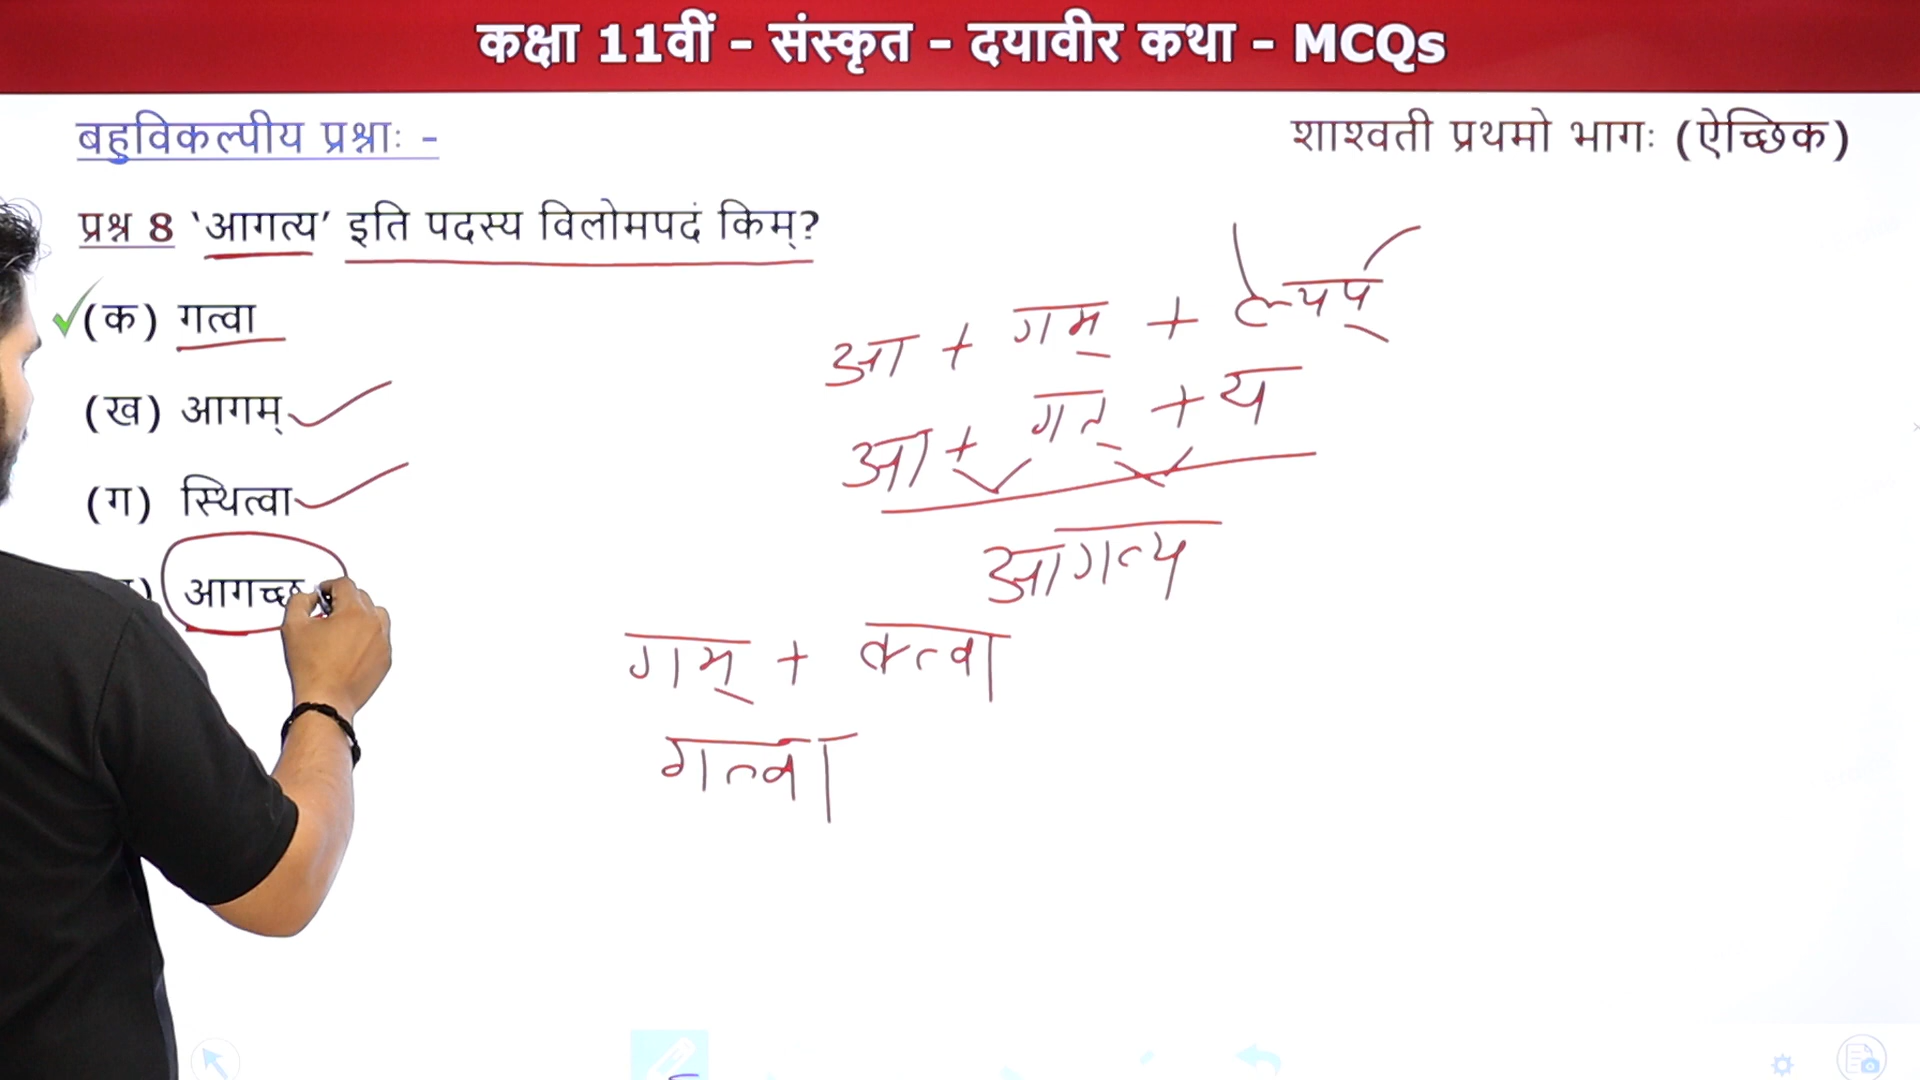 कक्षा 11वीं - संस्कृत - दयावीर कथा - MCQs
बहुविकल्पीय प्रश्नाः -
शाश्वती प्रथमो भागः (ऐच्छिक)
प्रश्न 8 'आगत्य' इति पदस्य विलोमपदं किम्?
(क) गत्वा
(ख) आगम्
(ग) स्थित्वा
आगच्छ
आ + गम् + ल्यप्
आ + गत् + य
आगत्य
गम् + क्त्वा
गत्वा